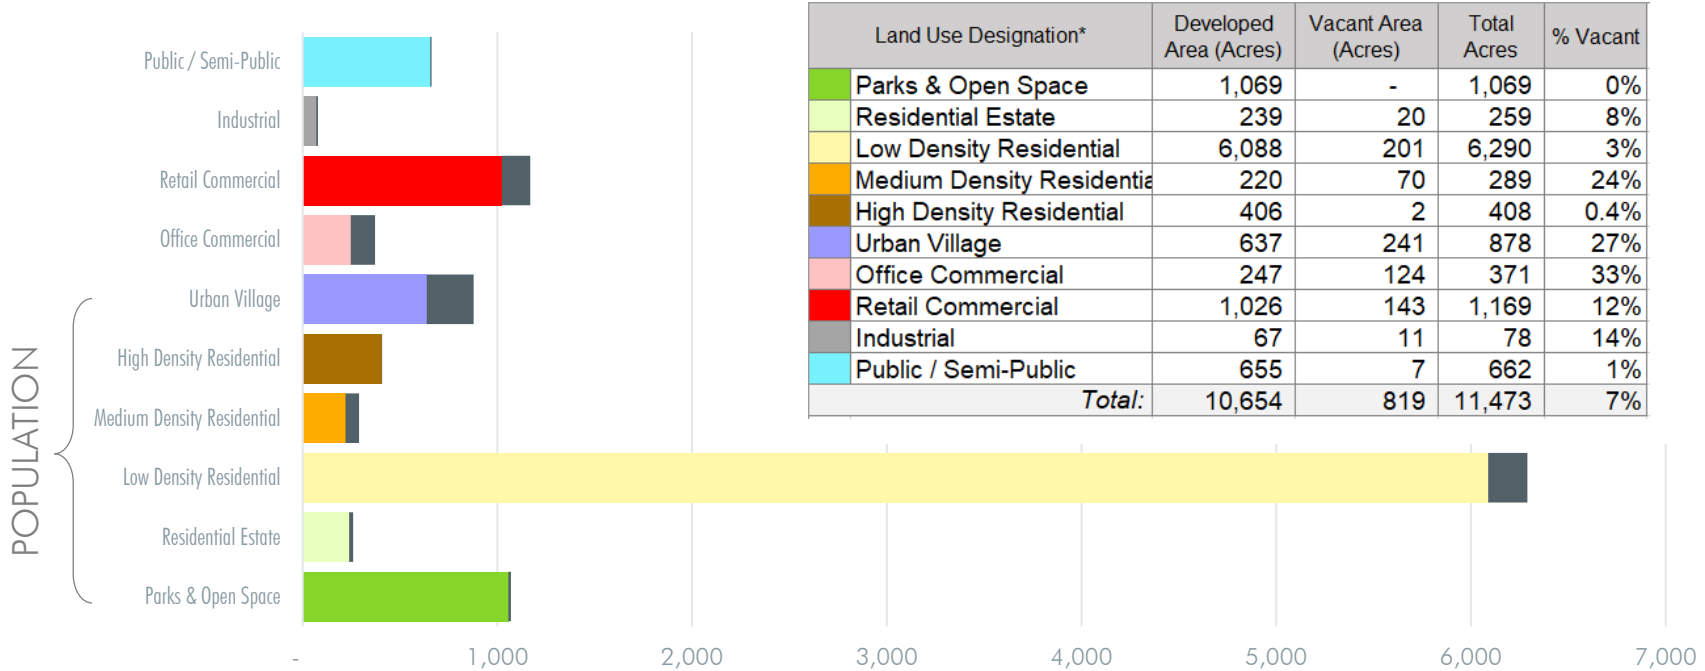 Public / Semi-Public
Industrial
Retail Commercial
Office Commercial
Urban Village
High Density Residential
Medium Density Residential
Low Density Residential
Residential Estate
Parks & Open Space
POPULATION
- 1,000 2,000 3,000 4,000 5,000 6,000 7,000
Land Use Designation* Developed Area (Acres) Vacant Area (Acres) Total Acres % Vacant
Parks & Open Space 1,069 - 1,069 0%
Residential Estate 239 20 259 8%
Low Density Residential 6,088 201 6,290 3%
Medium Density Residentia 220 70 289 24%
High Density Residential 406 2 408 0.4%
Urban Village 637 241 878 27%
Office Commercial 247 124 371 33%
Retail Commercial 1,026 143 1,169 12%
Industrial 67 11 78 14%
Public / Semi-Public 655 7 662 1%
Total: 10,654 819 11,473 7%